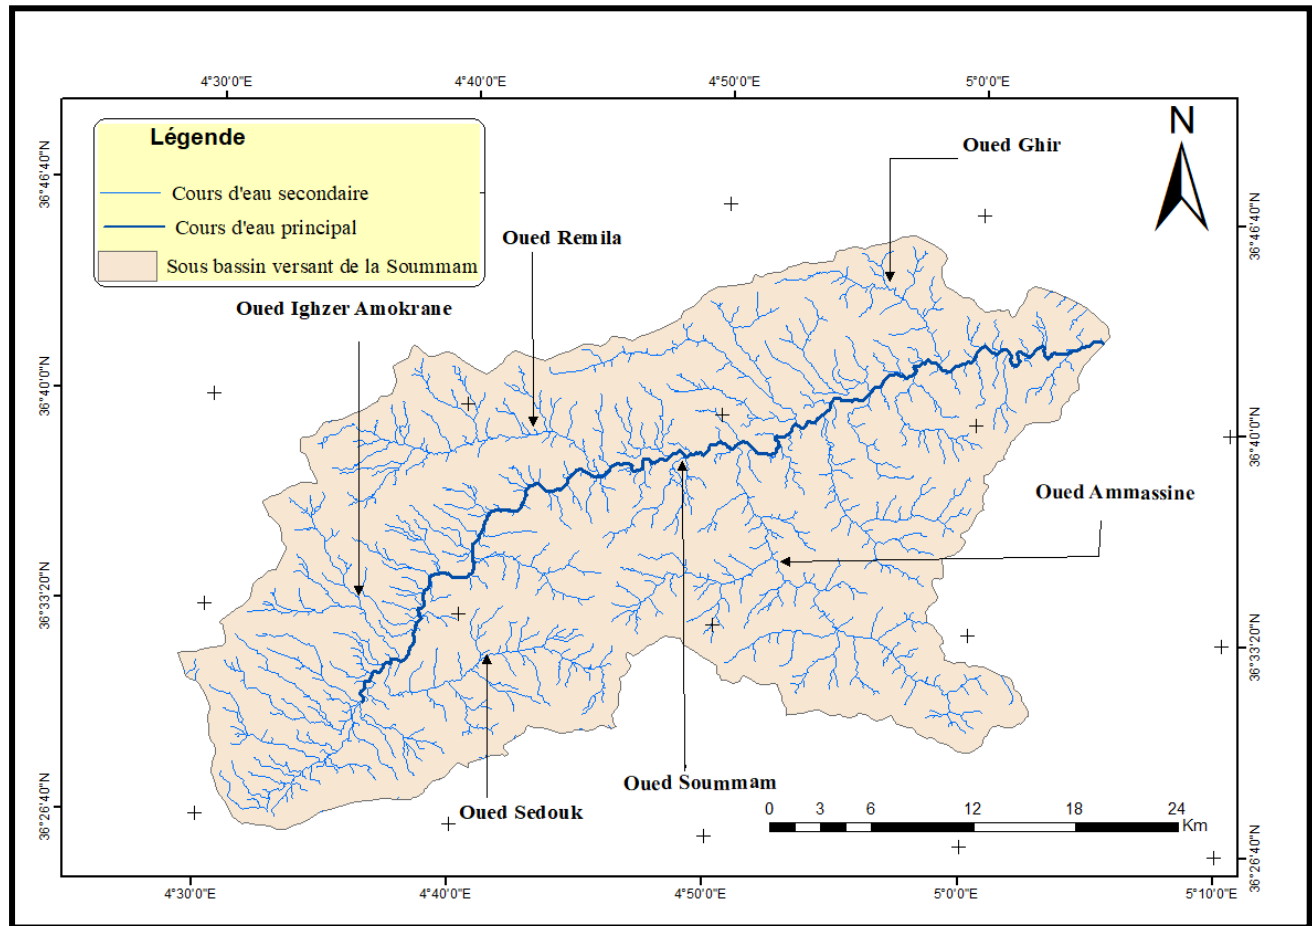 4°30'0"E
4°40'0"E
4°50'0"E
5°0'0"E
N
Légende
Cours d'eau secondaire
Cours d'eau principal
Sous bassin versant de la Soummam
Oued Ghir
Oued Remila
Oued Ighzer Amokrane
Oued Ammassine
Oued Soummam
Oued Sedouk
36°46'40"N
36°40'0"N
36°33'20"N
36°26'40"N
36°46'40"N
36°40'0"N
36°33'20"N
36°26'40"N
0 3 6 12 18 24
Km
4°30'0"E
4°40'0"E
4°50'0"E
5°0'0"E
5°10'0"E